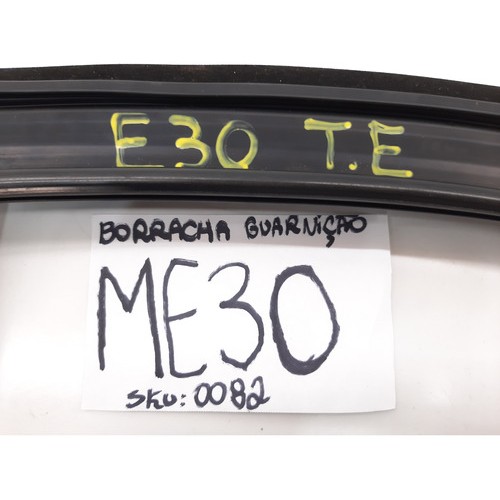 E30 T.E
BORRACHA GUARNIÇÃO
ME30
SKU: 0082